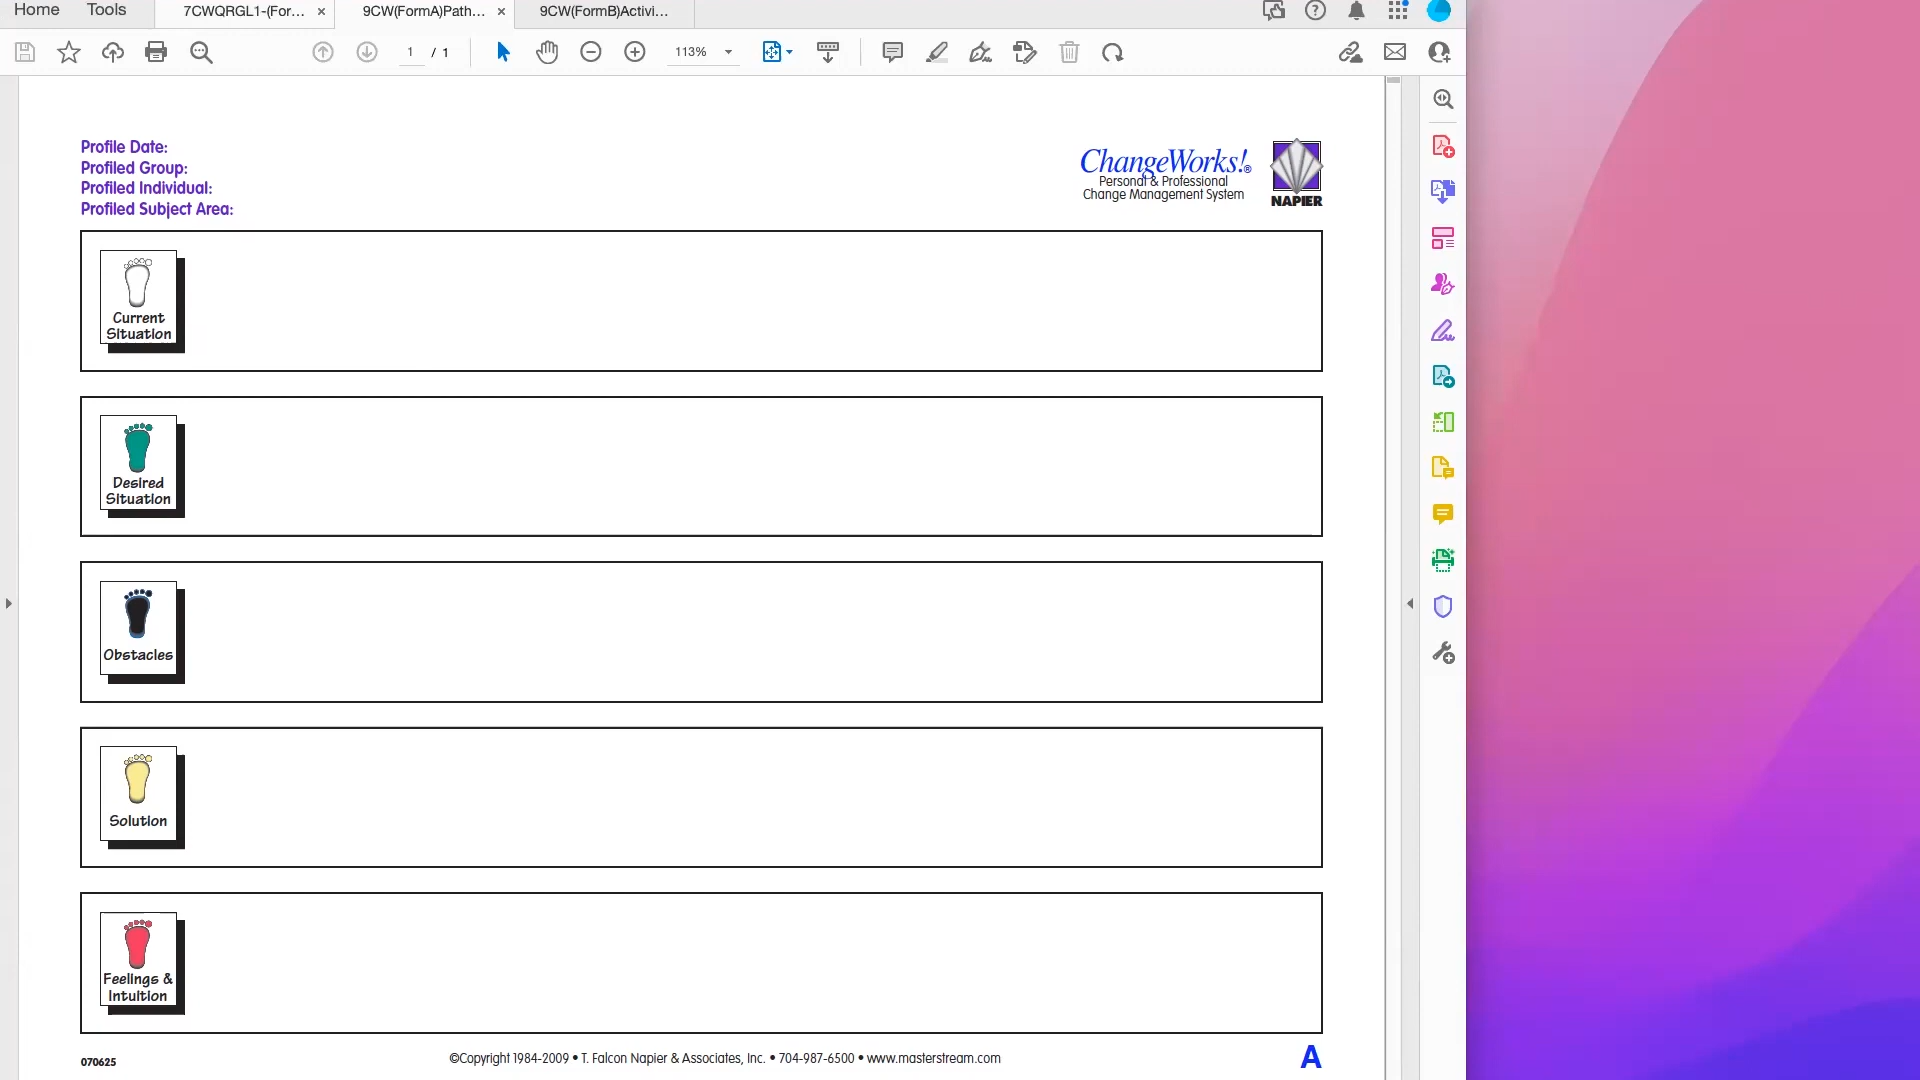 Home Tools 7CWQRGL1-(For... × 9CW(FormA)Path... × 9CW(FormB)Activi...
1 / 1 113%
Profile Date:
Profiled Group:
Profiled Individual:
Profiled Subject Area:
ChangeWorks!®
Personal & Professional
Change Management System
NAPIER
Current
Situation
Desired
Situation
Obstacles
Solution
Feelings &
Intuition
070625 ©Copyright 1984-2009 • T. Falcon Napier & Associates, Inc. • 704-987-6500 • www.masterstream.com A